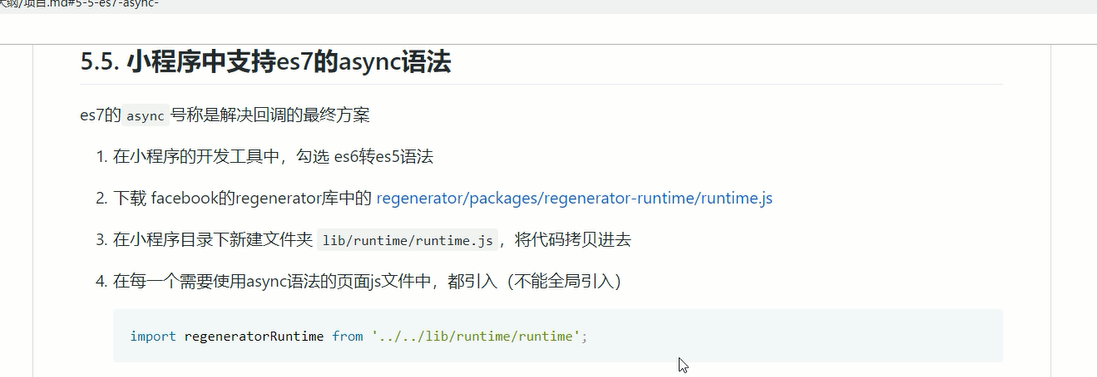 大纲/项目.md#5-5-es7-async-
5.5. 小程序中支持es7的async语法
es7的 async 号称是解决回调的最终方案
1. 在小程序的开发工具中，勾选 es6转es5语法
2. 下载 facebook的regenerator库中的 regenerator/packages/regenerator-runtime/runtime.js
3. 在小程序目录下新建文件夹 lib/runtime/runtime.js，将代码拷贝进去
4. 在每一个需要使用async语法的页面js文件中，都引入（不能全局引入）
import regeneratorRuntime from '../../lib/runtime/runtime';